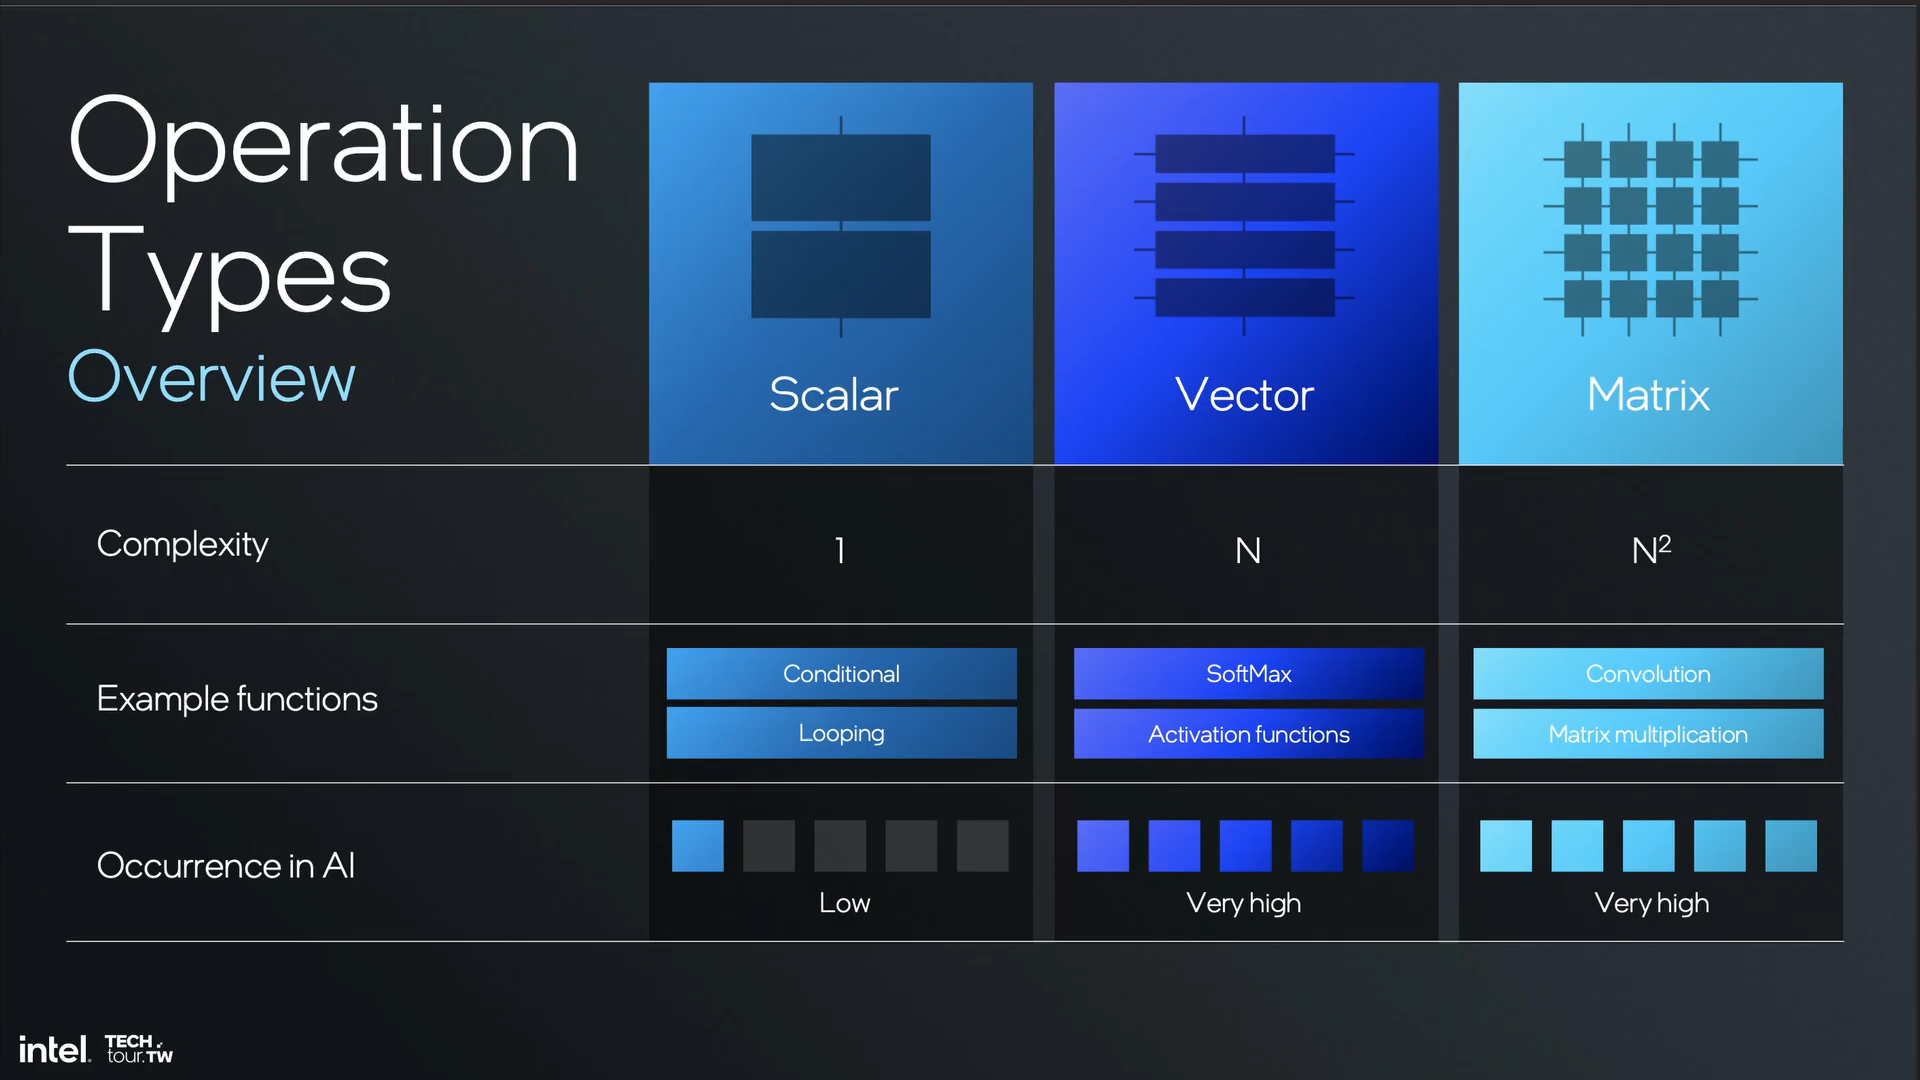 Operation
Types
Overview
Scalar
Vector
Matrix
Complexity
1
N
N²
Example functions
Conditional
SoftMax
Convolution
Looping
Activation functions
Matrix multiplication
Occurrence in AI
Low
Very high
Very high
intel.
TECH
tour.TW